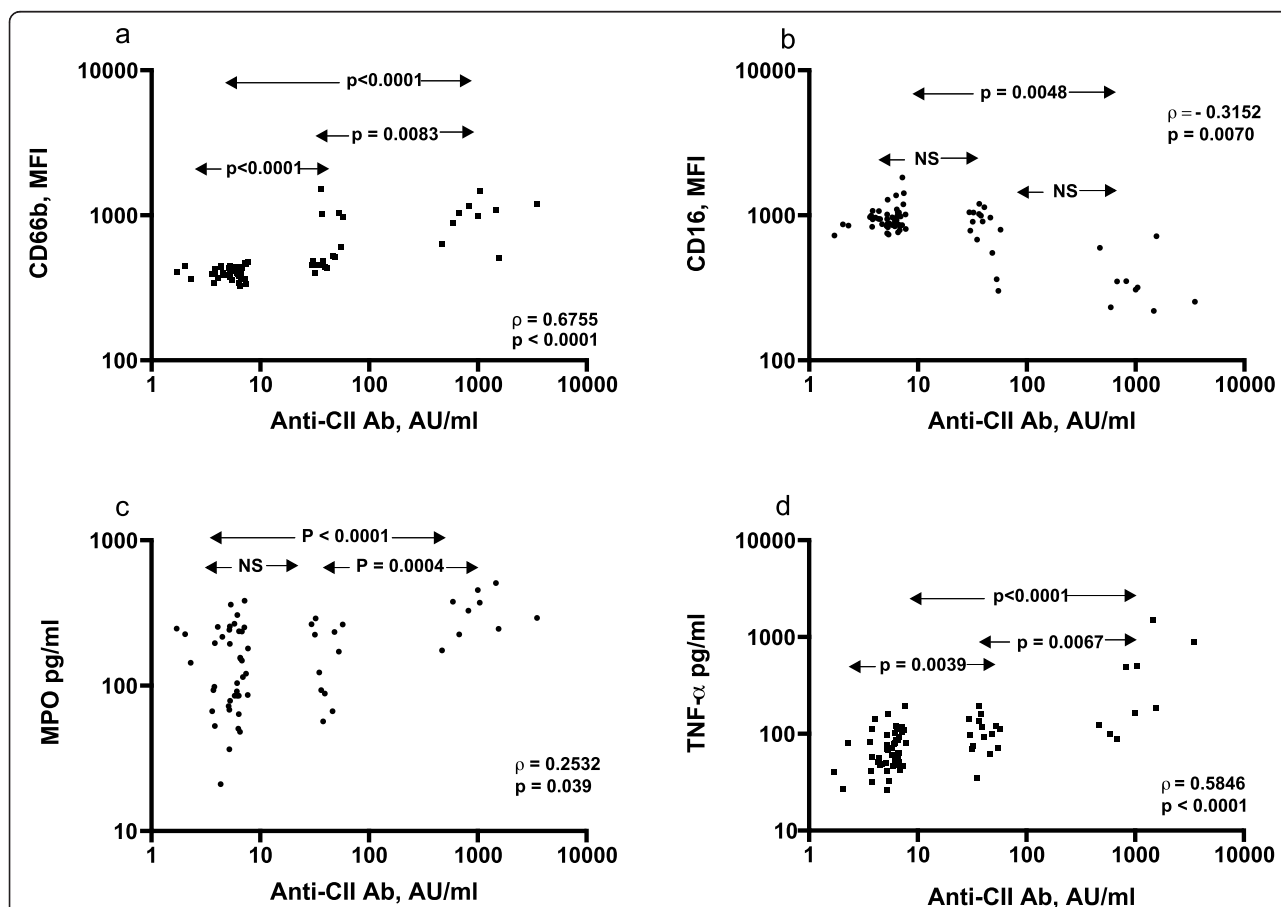 a
10000
1000
100
CD66b, MFI
p<0.0001
p = 0.0083
p<0.0001
ρ = 0.6755
p < 0.0001
1 10 100 1000 10000
Anti-CII Ab, AU/ml
b
10000
1000
100
CD16, MFI
p = 0.0048
ρ = - 0.3152
p = 0.0070
NS
NS
1 10 100 1000 10000
Anti-CII Ab, AU/ml
c
1000
100
10
MPO pg/ml
P < 0.0001
NS
P = 0.0004
ρ = 0.2532
p = 0.039
1 10 100 1000 10000
Anti-CII Ab, AU/ml
d
10000
1000
100
10
TNF-α pg/ml
p<0.0001
p = 0.0067
p = 0.0039
ρ = 0.5846
p < 0.0001
1 10 100 1000 10000
Anti-CII Ab, AU/ml